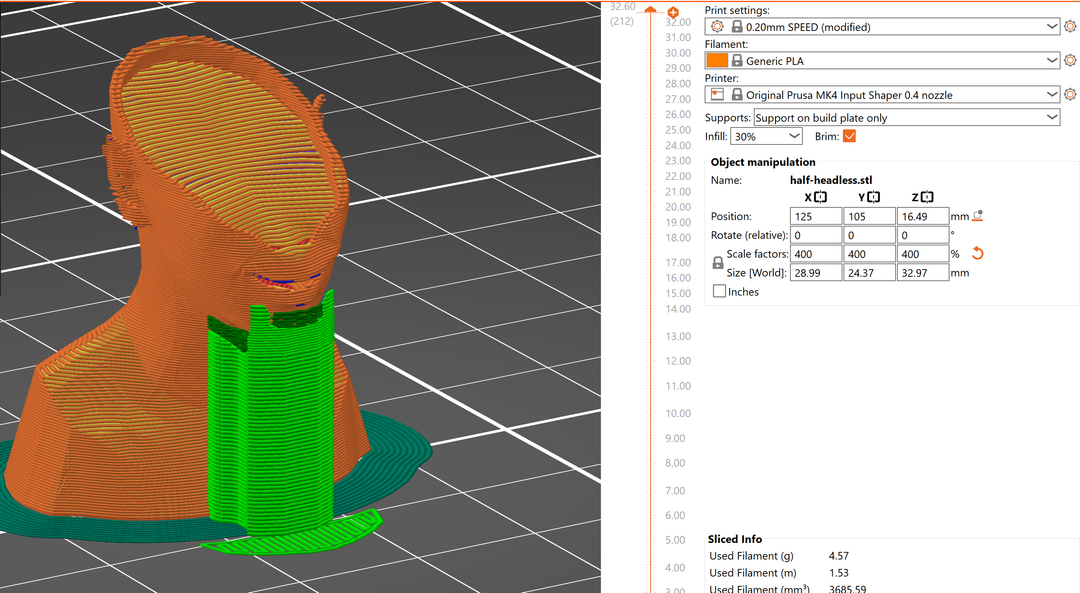 32.60
(212)
32.00
31.00
30.00
29.00
28.00
27.00
26.00
25.00
24.00
23.00
22.00
21.00
20.00
19.00
18.00
17.00
16.00
15.00
14.00
13.00
12.00
11.00
10.00
9.00
8.00
7.00
6.00
5.00
4.00
3.00
Print settings:
0.20mm SPEED (modified)
Filament:
Generic PLA
Printer:
Original Prusa MK4 Input Shaper 0.4 nozzle
Supports: Support on build plate only
Infill: 30% Brim:
Object manipulation
Name: half-headless.stl
X Y Z
Position: 125 105 16.49 mm
Rotate (relative): 0 0 0 °
Scale factors: 400 400 400 %
Size [World]: 28.99 24.37 32.97 mm
Inches
Sliced Info
Used Filament (g) 4.57
Used Filament (m) 1.53
Used Filament (mm³) 3685.59